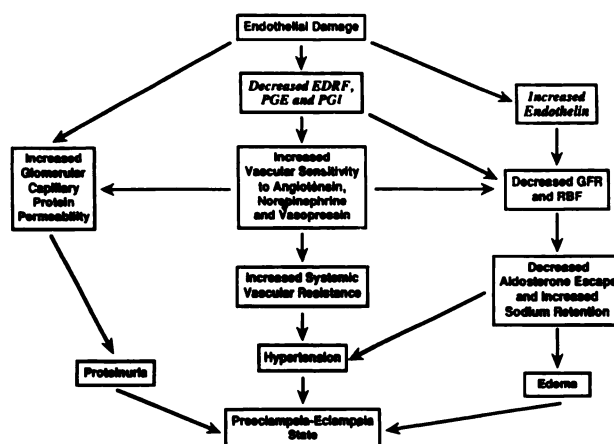 Endothelial Damage
Decreased EDRF,
PGE and PGI
Increased
Endothelin
Increased
Glomerular
Capillary
Protein
Permeability
Increased
Vascular Sensitivity
to Angiotensin,
Norepinephrine
and Vasopressin
Decreased GFR
and RBF
Increased Systemic
Vascular Resistance
Decreased
Aldosterone Escape
and Increased
Sodium Retention
Hypertension
Proteinuria
Edema
Preeclampsia-Eclampsia
State